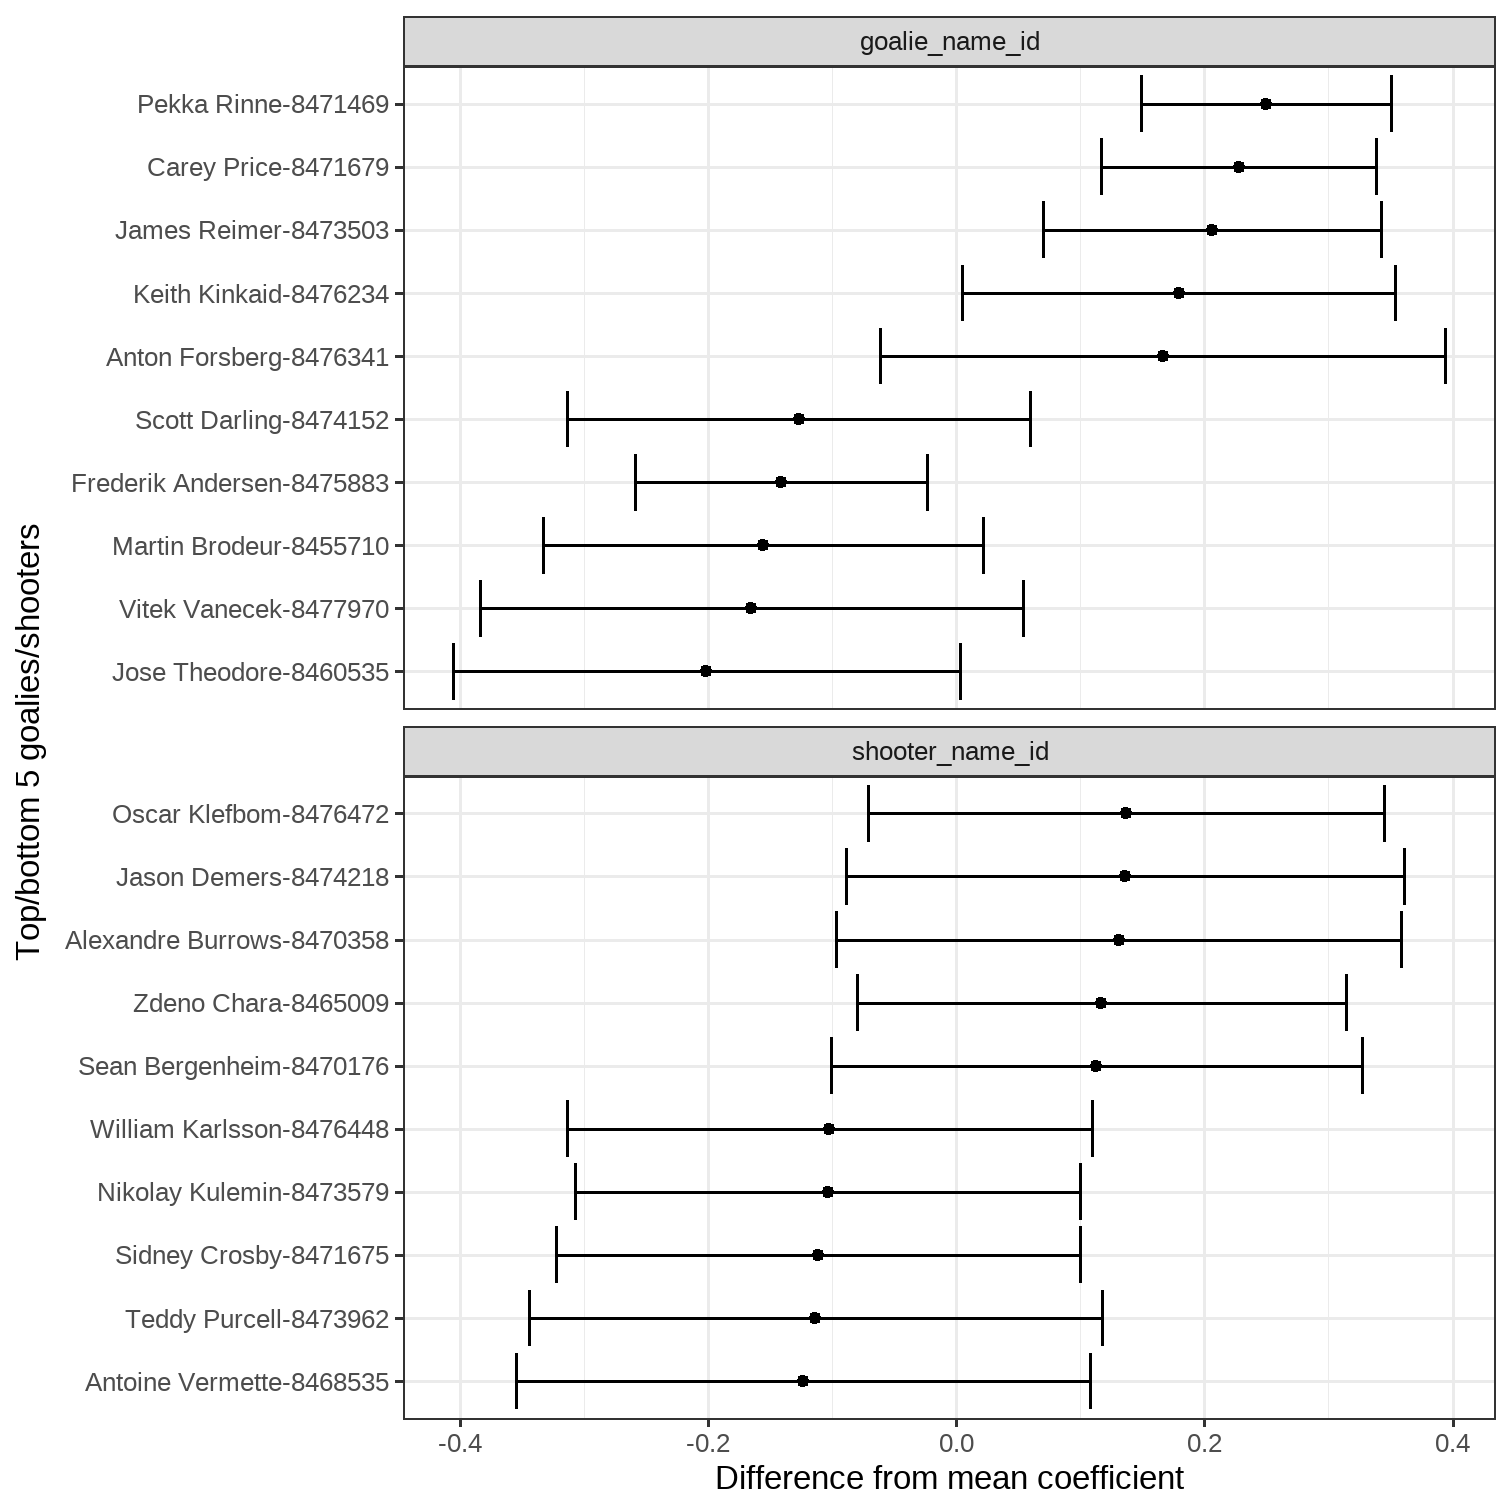 goalie_name_id
Pekka Rinne-8471469
Carey Price-8471679
James Reimer-8473503
Keith Kinkaid-8476234
Anton Forsberg-8476341
Scott Darling-8474152
Frederik Andersen-8475883
Martin Brodeur-8455710
Vitek Vanecek-8477970
Jose Theodore-8460535
Top/bottom 5 goalies/shooters
shooter_name_id
Oscar Klefbom-8476472
Jason Demers-8474218
Alexandre Burrows-8470358
Zdeno Chara-8465009
Sean Bergenheim-8470176
William Karlsson-8476448
Nikolay Kulemin-8473579
Sidney Crosby-8471675
Teddy Purcell-8473962
Antoine Vermette-8468535
-0.4 -0.2 0.0 0.2 0.4
Difference from mean coefficient